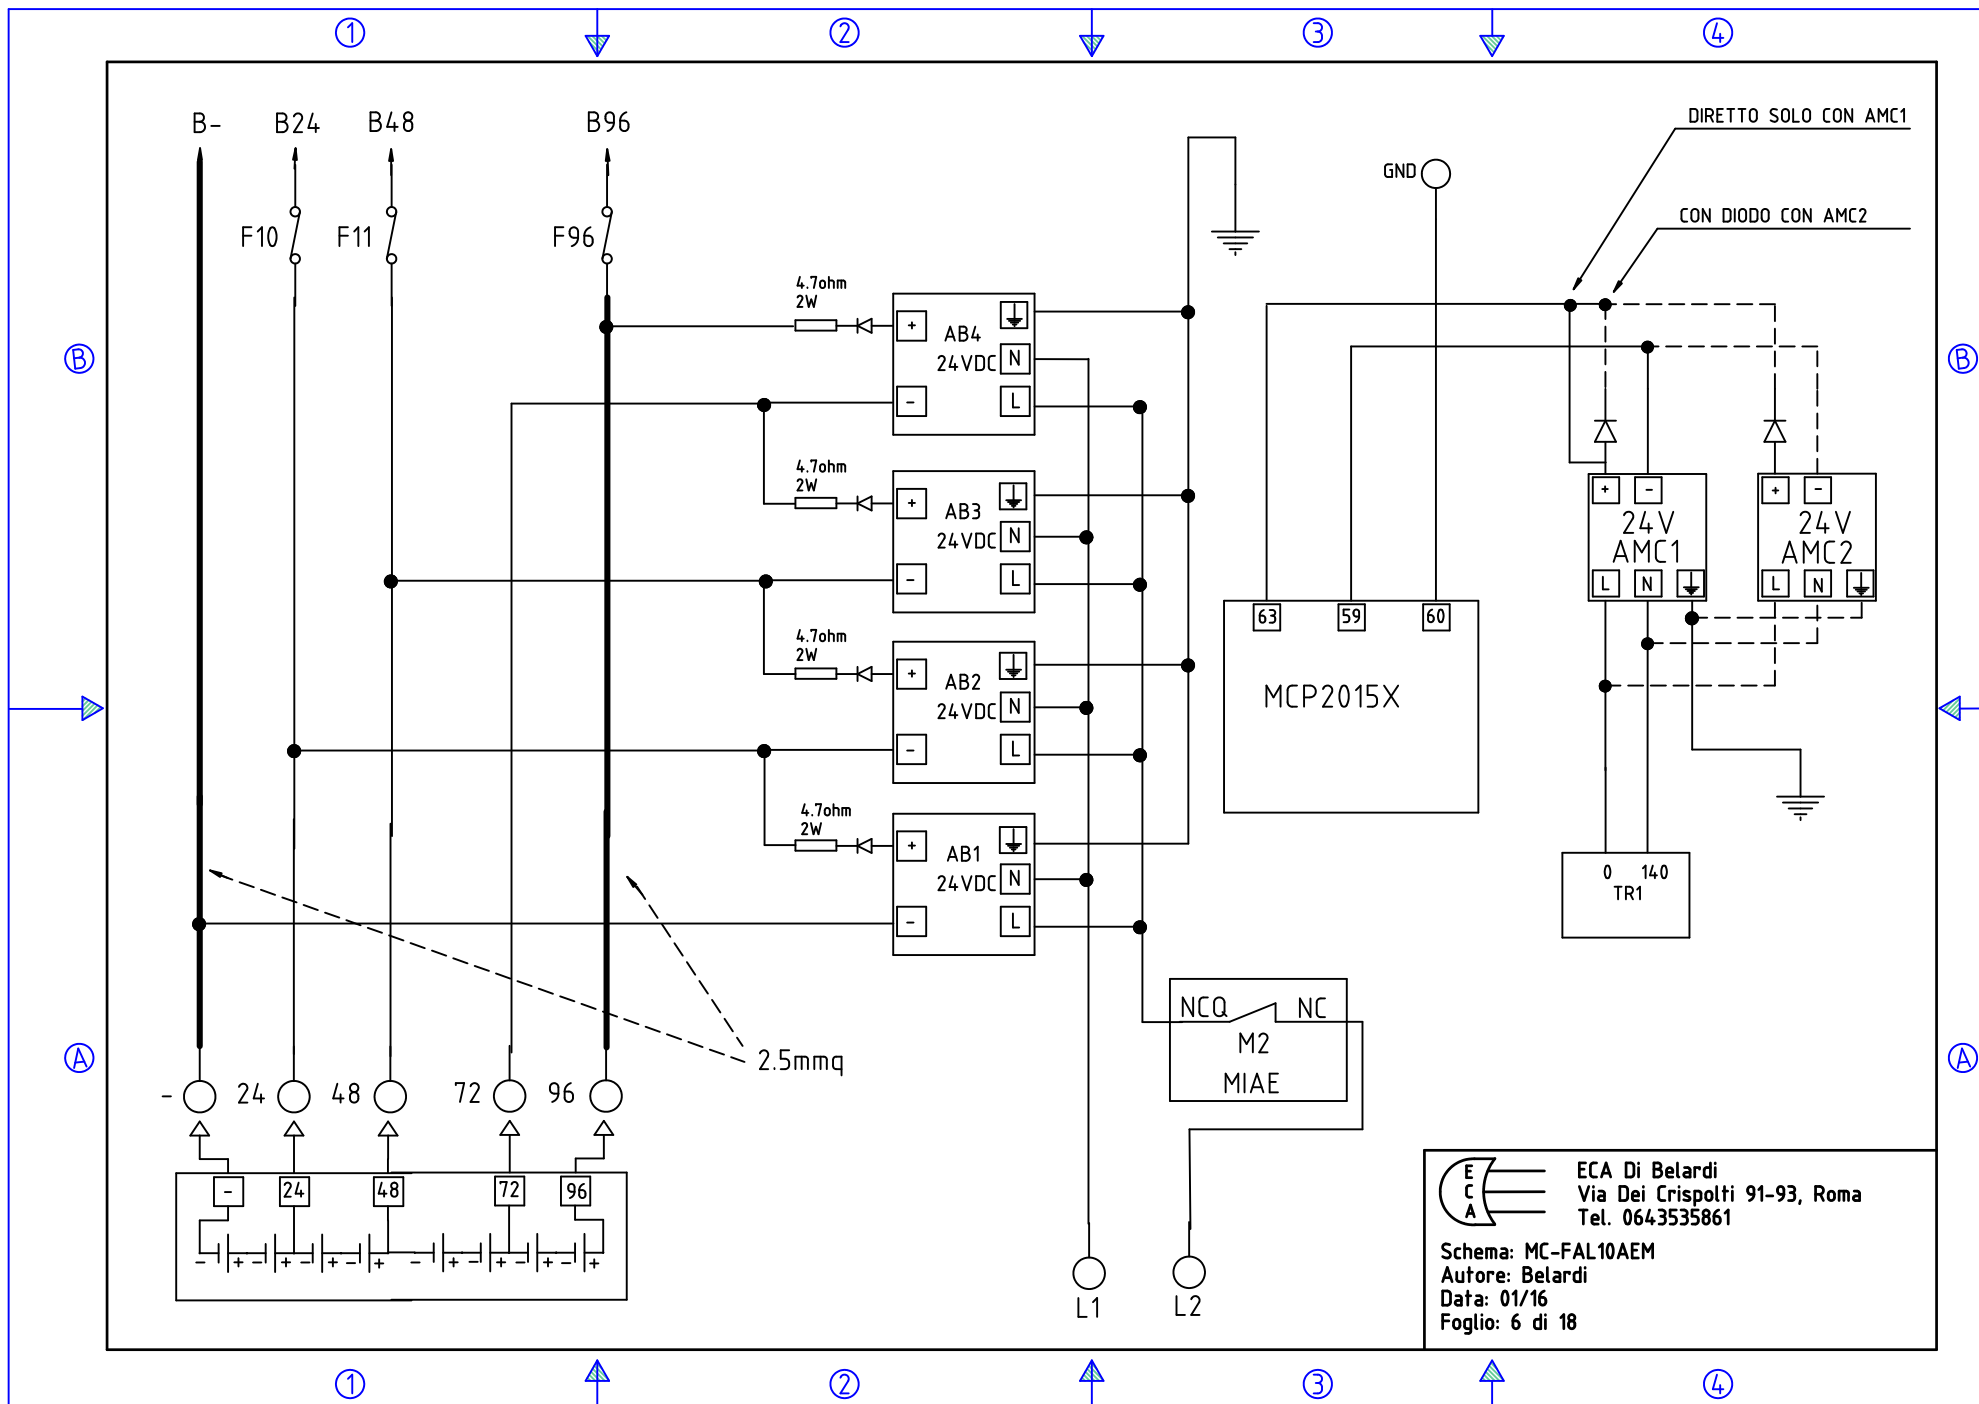 1 2 3 4
B- B24 B48 B96
DIRETTO SOLO CON AMC1
GND
CON DIODO CON AMC2
F10 F11 F96
4.7ohm
2W
+ AB4
24VDC N
- L
B B
4.7ohm
2W
+ AB3
24VDC N
- L
+ - + -
24V 24V
AMC1 AMC2
L N L N
63 59 60
MCP2015X
4.7ohm
2W
+ AB2
24VDC N
- L
4.7ohm
2W
+ AB1
24VDC N
- L
0 140
TR1
NCQ NC
M2
MIAE
2.5mmq
A A
- 24 48 72 96
- 24 48 72 96
- + - + - + - + - + - + - + - +
L1 L2
E
C
A
ECA Di Belardi
Via Dei Crispolti 91-93, Roma
Tel. 0643535861
Schema: MC-FAL10AEM
Autore: Belardi
Data: 01/16
Foglio: 6 di 18
1 2 3 4